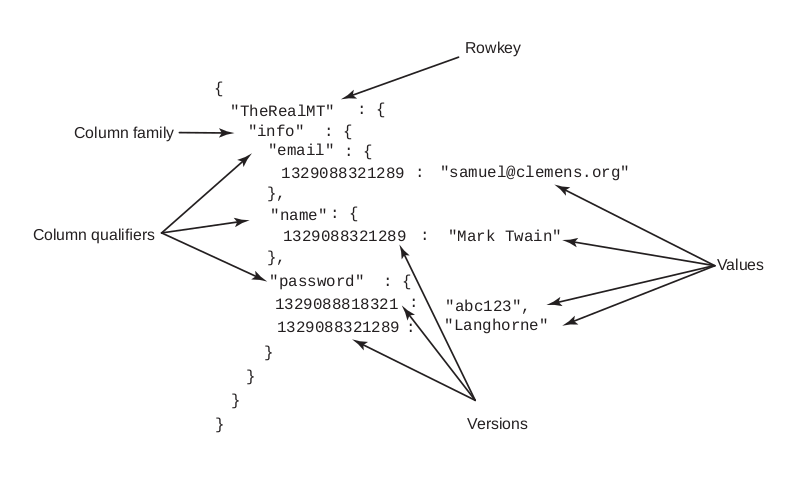 Rowkey
{
"TheRealMT" : {
Column family
"info" : {
"email" : {
1329088321289 : "samuel@clemens.org"
},
"name" : {
Column qualifiers
1329088321289 : "Mark Twain"
},
Values
"password" : {
1329088818321 : "abc123",
1329088321289 : "Langhorne"
}
}
}
}
Versions